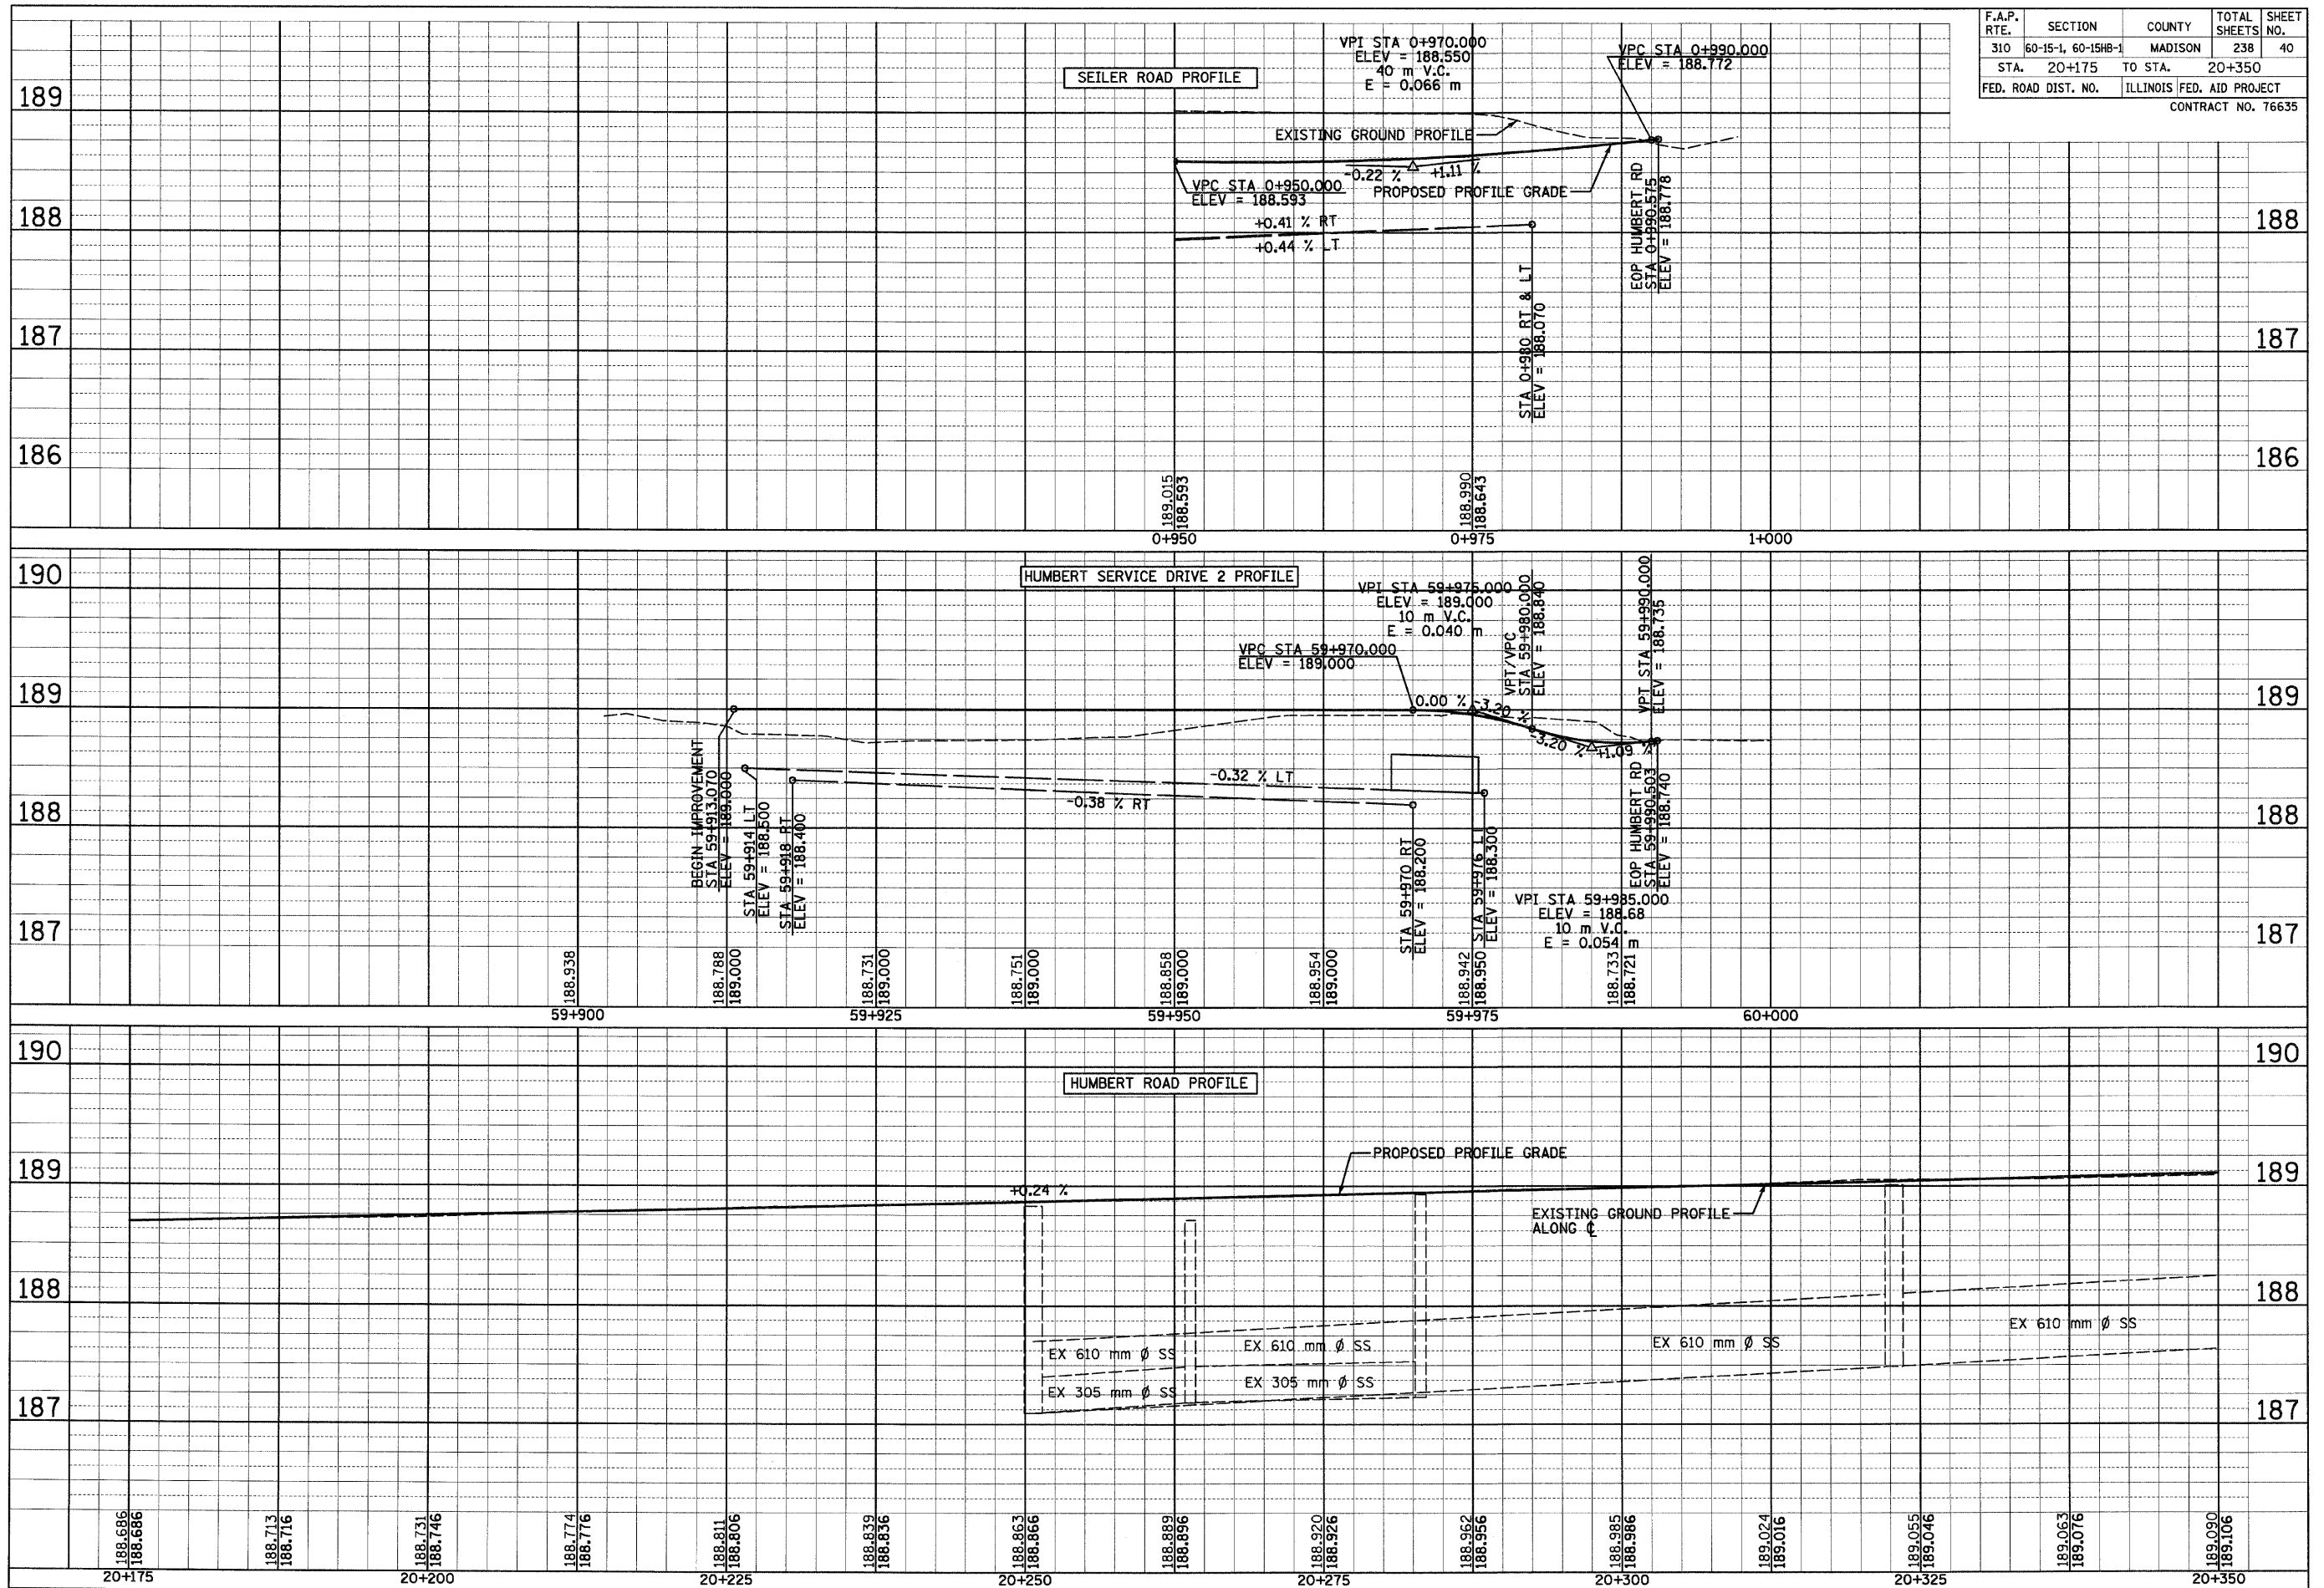 F.A.P. RTE. SECTION COUNTY TOTAL SHEETS SHEET NO.
310 60-15-1, 60-15HB-1 MADISON 238 40
STA. 20+175 TO STA. 20+350
FED. ROAD DIST. NO. ILLINOIS FED. AID PROJECT
CONTRACT NO. 76635
SEILER ROAD PROFILE
VPI STA 0+970.000
ELEV = 188.550
40 m V.C.
E = 0.066 m
VPC STA 0+990.000
ELEV = 188.772
189
EXISTING GROUND PROFILE
-0.22 % +1.11 %
VPC STA 0+950.000
ELEV = 188.593
PROPOSED PROFILE GRADE
+0.41 % RT
+0.44 % LT
EOP HUMBERT RD
STA 0+990.575
ELEV = 188.778
STA 0+980 RT & LT
ELEV = 188.070
188 188
187 187
186 186
189.015
188.593
188.990
188.643
0+950 0+975 1+000
HUMBERT SERVICE DRIVE 2 PROFILE
190
VPI STA 59+975.000
ELEV = 189.000
10 m V.C.
E = 0.040 m
VPC STA 59+970.000
ELEV = 189.000
VPT/VPC
STA 59+980.000
ELEV = 188.840
VPT STA 59+990.000
ELEV = 188.735
189 189
0.00 % -3.20 %
-3.20 % +1.09 %
-0.32 % LT
-0.38 % RT
BEGIN IMPROVEMENT
STA 59+913.070
ELEV = 189.000
STA 59+914 LT
ELEV = 188.500
STA 59+918 RT
ELEV = 188.400
STA 59+970 RT
ELEV = 188.200
STA 59+976 LT
ELEV = 188.300
EOP HUMBERT RD
STA 59+990.503
ELEV = 188.740
VPI STA 59+985.000
ELEV = 188.68
10 m V.C.
E = 0.054 m
188 188
187 187
188.938
188.788
189.000
188.731
189.000
188.751
189.000
188.858
189.000
188.954
189.000
188.942
188.950
188.733
188.721
59+900 59+925 59+950 59+975 60+000
190 190
HUMBERT ROAD PROFILE
PROPOSED PROFILE GRADE
189 189
+0.24 %
EXISTING GROUND PROFILE
ALONG ℄
188 188
EX 610 mm Ø SS EX 610 mm Ø SS EX 610 mm Ø SS EX 610 mm Ø SS
EX 305 mm Ø SS EX 305 mm Ø SS
187 187
188.686
188.686
188.713
188.716
188.731
188.746
188.774
188.776
188.811
188.806
188.839
188.836
188.863
188.866
188.889
188.896
188.920
188.926
188.962
188.956
188.985
188.986
189.024
189.016
189.055
189.046
189.063
189.076
189.090
189.106
20+175 20+200 20+225 20+250 20+275 20+300 20+325 20+350